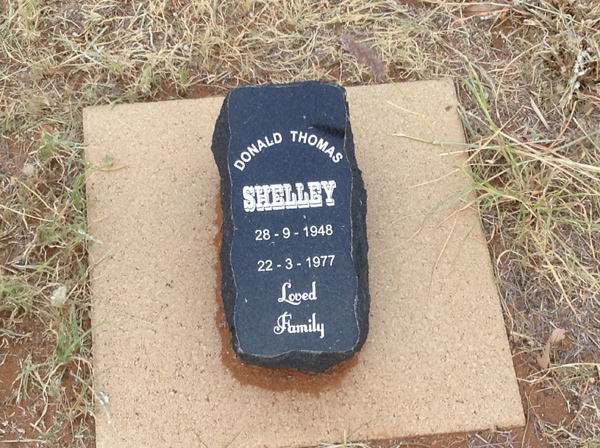 DONALD THOMAS
SHELLEY
28 - 9 - 1948
22 - 3 - 1977
Loved
Family